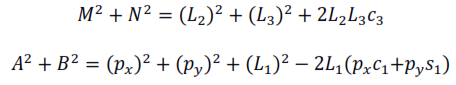 M² + N² = (L₂)² + (L₃)² + 2L₂L₃c₃
A² + B² = (pₓ)² + (p_y)² + (L₁)² − 2L₁(pₓc₁+p_ys₁)